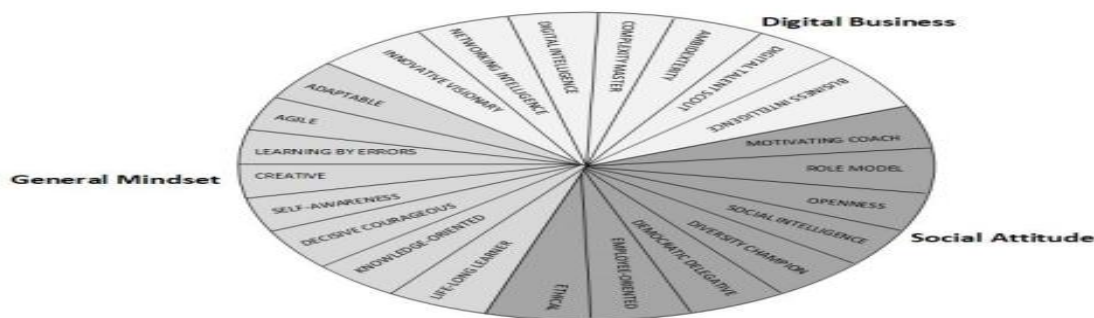 Digital Business
INNOVATIVE VISIONARY
NETWORKING INTELLIGENCE
DIGITAL INTELLIGENCE
COMPLEXITY MASTER
AMBIDEXTERITY
DIGITAL TALENT SCOUT
BUSINESS INTELLIGENCE
MOTIVATING COACH
ROLE MODEL
OPENNESS
SOCIAL INTELLIGENCE
DIVERSITY CHAMPION
DEMOCRATIC DELEGATIVE
EMPLOYEE-ORIENTED
ETHICAL
Social Attitude
LIFE-LONG LEARNER
KNOWLEDGE-ORIENTED
DECISIVE COURAGEOUS
SELF-AWARENESS
CREATIVE
LEARNING BY ERRORS
AGILE
ADAPTABLE
General Mindset